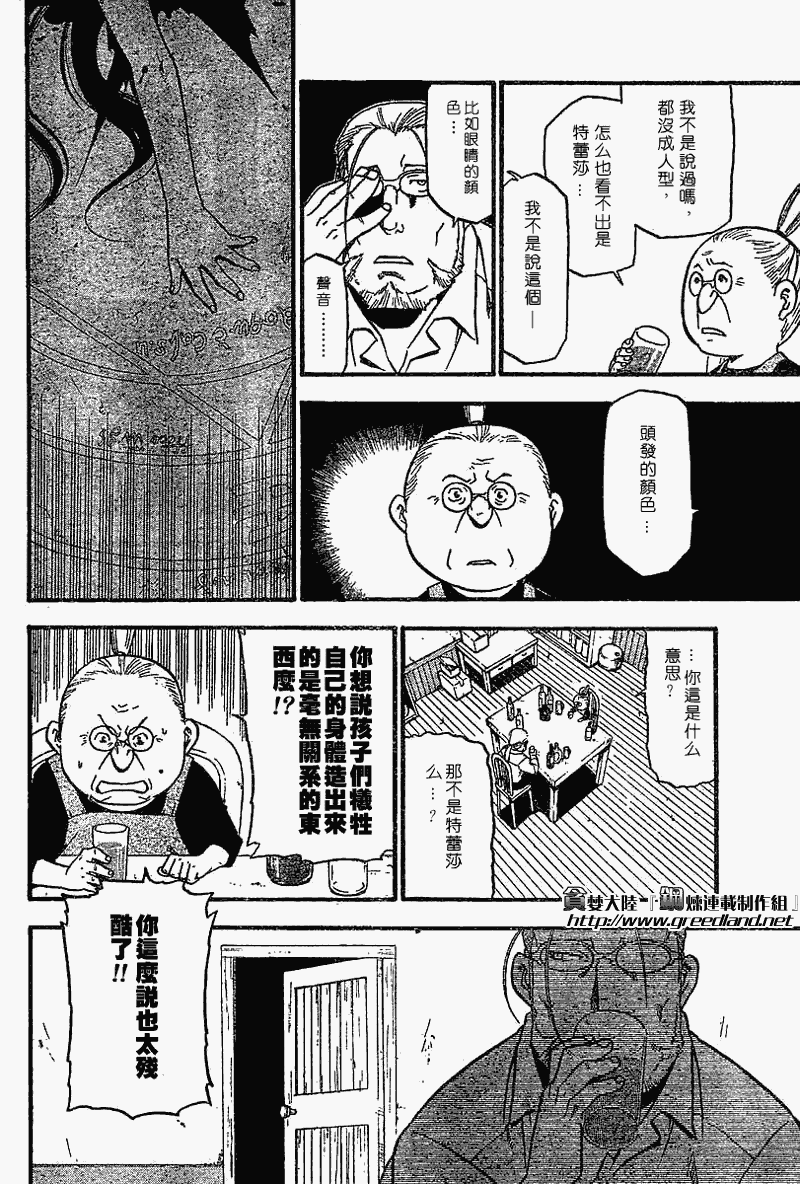 我不是說過嗎，
都沒成人型，
怎么也看不出是
特蕾莎…
我不是說這個—
比如眼睛的顏
色…
聲音………
頭發的顏色…
…你這是什么
意思？
那不是特蕾莎
么…？
你想說孩子們犧牲
自己的身體造出來
的是毫無關系的東
西麼！？
你這麼說也太殘
酷了！！
貪婪大陸『鋼煉連載制作組』
http://www.greedland.net